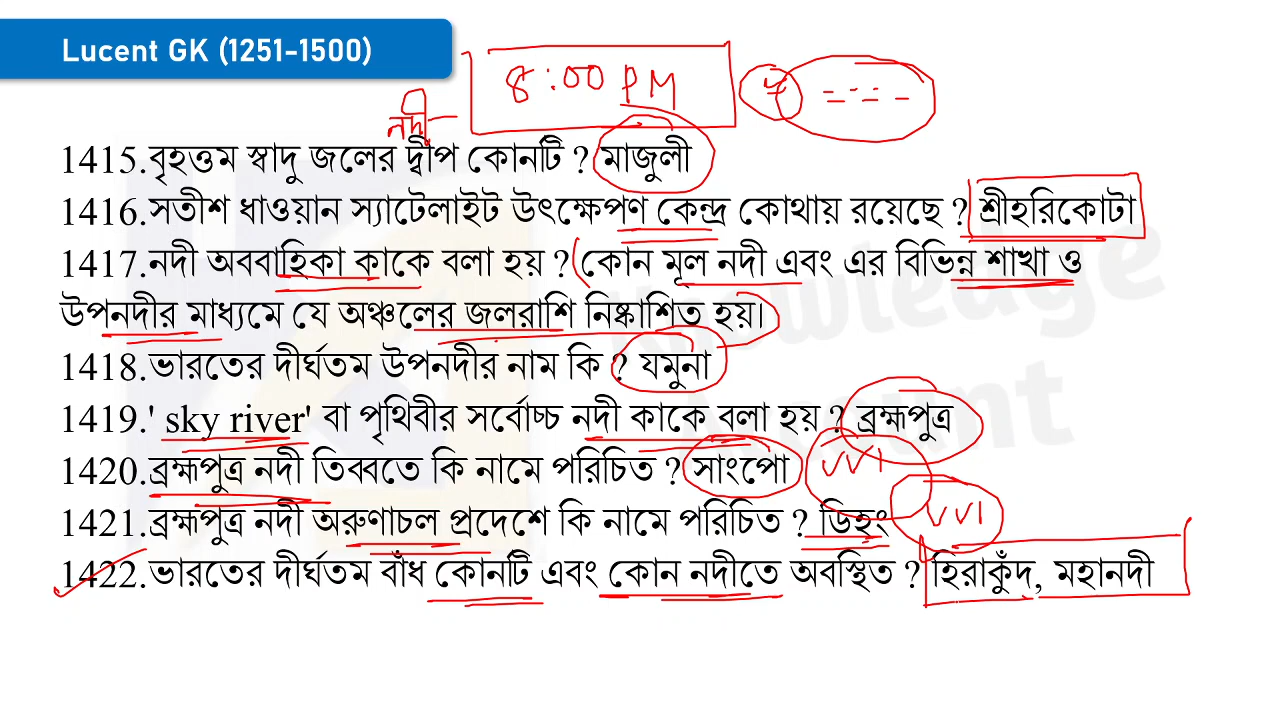 Lucent GK (1251-1500)
8:00 PM
নদী
1415.বৃহত্তম স্বাদু জলের দ্বীপ কোনটি ? মাজুলী
1416.সতীশ ধাওয়ান স্যাটেলাইট উৎক্ষেপণ কেন্দ্র কোথায় রয়েছে ? শ্রীহরিকোটা
1417.নদী অববাহিকা কাকে বলা হয় ? (কোন মূল নদী এবং এর বিভিন্ন শাখা ও
উপনদীর মাধ্যমে যে অঞ্চলের জলরাশি নিষ্কাশিত হয়।)
1418.ভারতের দীর্ঘতম উপনদীর নাম কি ? যমুনা
1419.' sky river' বা পৃথিবীর সর্বোচ্চ নদী কাকে বলা হয় ? ব্রহ্মপুত্র
1420.ব্রহ্মপুত্র নদী তিব্বতে কি নামে পরিচিত ? সাংপো VVI
1421.ব্রহ্মপুত্র নদী অরুণাচল প্রদেশে কি নামে পরিচিত ? ডিহং VVI
1422.ভারতের দীর্ঘতম বাঁধ কোনটি এবং কোন নদীতে অবস্থিত ? হিরাকুঁদ, মহানদী
Knowledge